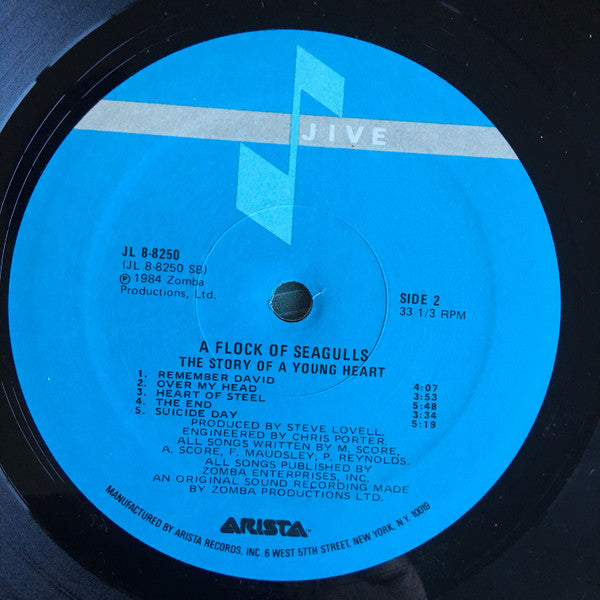 JIVE
JL 8-8250
(JL 8-8250 SB)
℗ 1984 Zomba
Productions, Ltd.
SIDE 2
33 1/3 RPM
A FLOCK OF SEAGULLS
THE STORY OF A YOUNG HEART
1. REMEMBER DAVID 4:07
2. OVER MY HEAD 3:53
3. HEART OF STEEL 5:48
4. THE END 3:34
5. SUICIDE DAY 5:19
PRODUCED BY STEVE LOVELL.
ENGINEERED BY CHRIS PORTER.
ALL SONGS WRITTEN BY M. SCORE,
A. SCORE, F. MAUDSLEY, P. REYNOLDS.
ALL SONGS PUBLISHED BY
ZOMBA ENTERPRISES, INC.
AN ORIGINAL SOUND RECORDING MADE
BY ZOMBA PRODUCTIONS LTD.
ARISTA
MANUFACTURED BY ARISTA RECORDS, INC. 6 WEST 57TH STREET, NEW YORK, N.Y. 10019